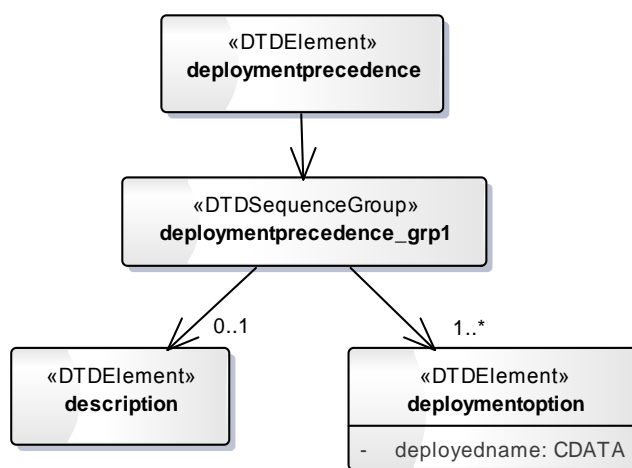 «DTDElement»
deploymentprecedence
«DTDSequenceGroup»
deploymentprecedence_grp1
0..1
1..*
«DTDElement»
description
«DTDElement»
deploymentoption
- deployedname: CDATA